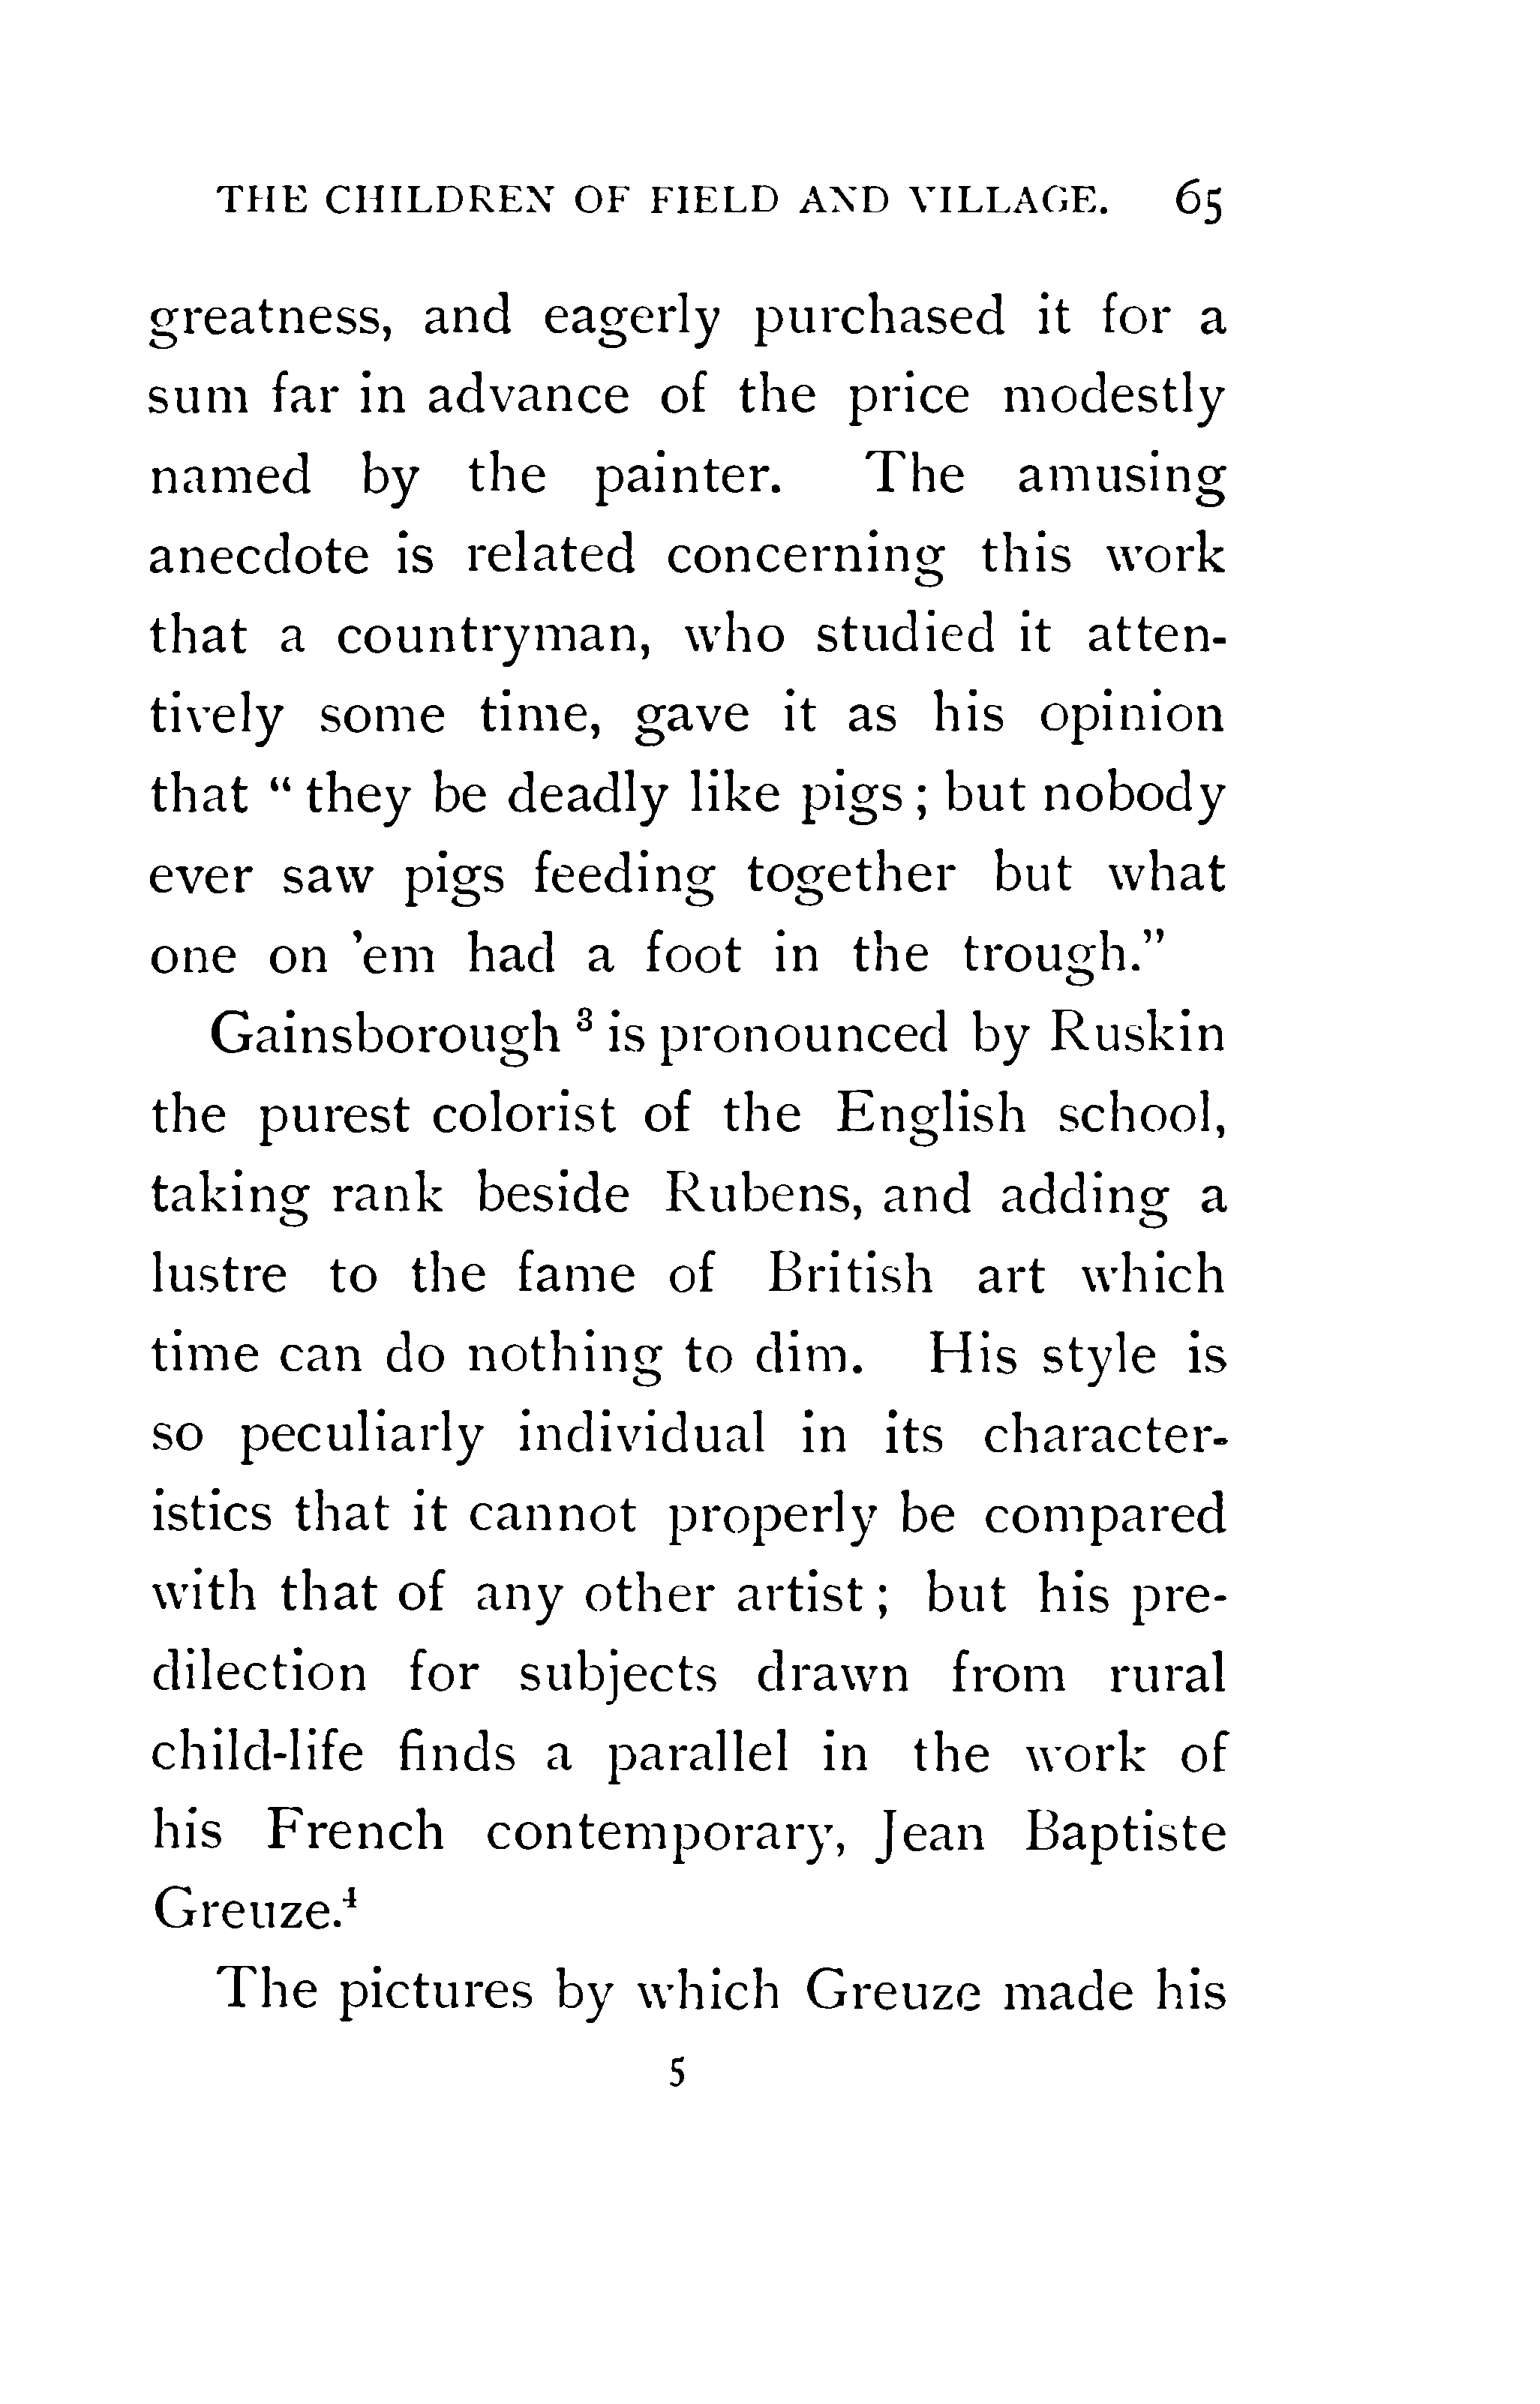 THE CHILDREN OF FIELD AND VILLAGE. 65
greatness, and eagerly purchased it for a
sum far in advance of the price modestly
named by the painter. The amusing
anecdote is related concerning this work
that a countryman, who studied it atten-
tively some time, gave it as his opinion
that “ they be deadly like pigs ; but nobody
ever saw pigs feeding together but what
one on ’em had a foot in the trough.”
Gainsborough ³ is pronounced by Ruskin
the purest colorist of the English school,
taking rank beside Rubens, and adding a
lustre to the fame of British art which
time can do nothing to dim. His style is
so peculiarly individual in its character-
istics that it cannot properly be compared
with that of any other artist ; but his pre-
dilection for subjects drawn from rural
child-life finds a parallel in the work of
his French contemporary, Jean Baptiste
Greuze.⁴
The pictures by which Greuze made his
5